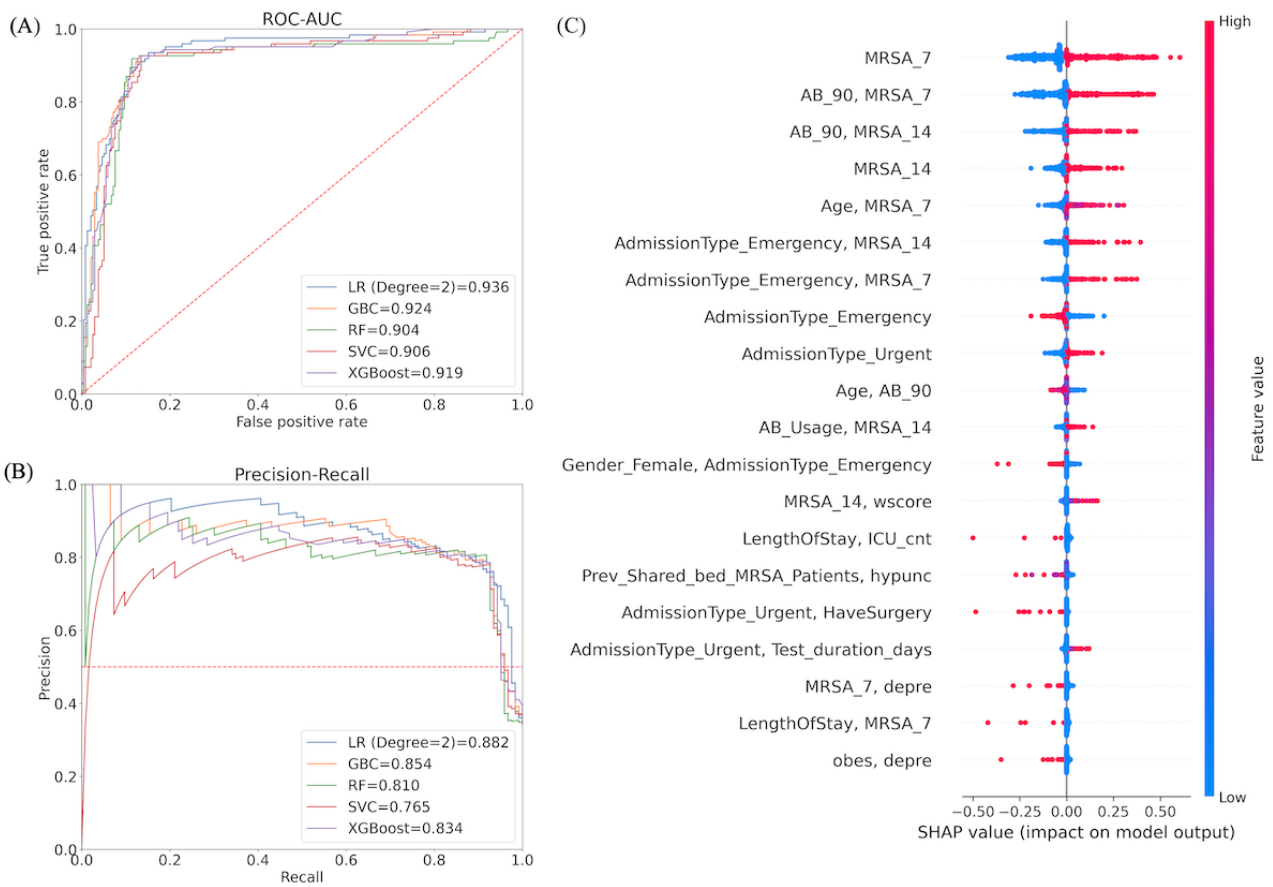 (A)
ROC-AUC
1.0
0.8
0.6
0.4
0.2
0.0
True positive rate
0.0 0.2 0.4 0.6 0.8 1.0
False positive rate
LR (Degree=2)=0.936
GBC=0.924
RF=0.904
SVC=0.906
XGBoost=0.919
(B)
Precision-Recall
1.0
0.8
0.6
0.4
0.2
0.0
Precision
0.0 0.2 0.4 0.6 0.8 1.0
Recall
LR (Degree=2)=0.882
GBC=0.854
RF=0.810
SVC=0.765
XGBoost=0.834
(C)
MRSA_7
AB_90, MRSA_7
AB_90, MRSA_14
MRSA_14
Age, MRSA_7
AdmissionType_Emergency, MRSA_14
AdmissionType_Emergency, MRSA_7
AdmissionType_Emergency
AdmissionType_Urgent
Age, AB_90
AB_Usage, MRSA_14
Gender_Female, AdmissionType_Emergency
MRSA_14, wscore
LengthOfStay, ICU_cnt
Prev_Shared_bed_MRSA_Patients, hypunc
AdmissionType_Urgent, HaveSurgery
AdmissionType_Urgent, Test_duration_days
MRSA_7, depre
LengthOfStay, MRSA_7
obes, depre
−0.50 −0.25 0.00 0.25 0.50
SHAP value (impact on model output)
High
Feature value
Low